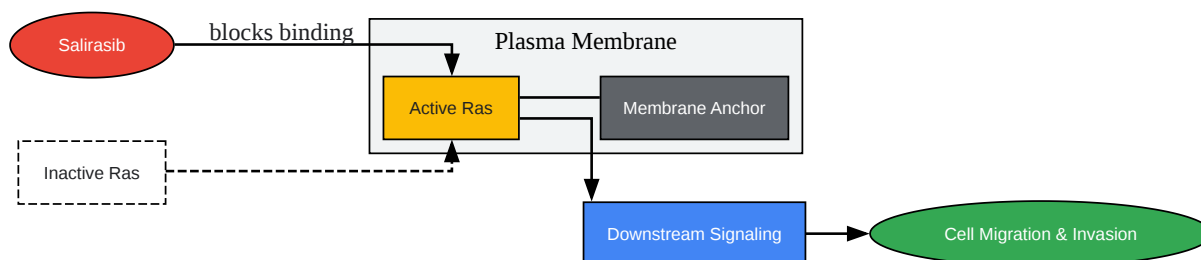 Salirasib
blocks binding
Plasma Membrane
Active Ras
Membrane Anchor
Inactive Ras
Downstream Signaling
Cell Migration & Invasion